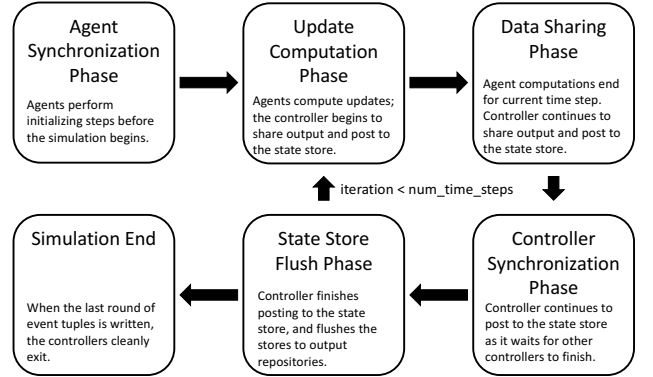 Agent
Synchronization
Phase
Agents perform
initializing steps before
the simulation begins.
Update
Computation
Phase
Agents compute updates;
the controller begins to
share output and post to
the state store.
Data Sharing
Phase
Agent computations end
for current time step.
Controller continues to
share output and post to
the state store.
iteration < num_time_steps
Simulation End
When the last round of
event tuples is written,
the controllers cleanly
exit.
State Store
Flush Phase
Controller finishes
posting to the state
store, and flushes the
stores to output
repositories.
Controller
Synchronization
Phase
Controller continues to
post to the state store
as it waits for other
controllers to finish.